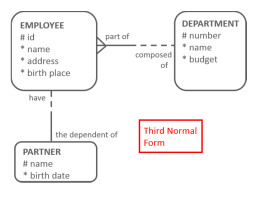 EMPLOYEE
# id
* name
* address
* birth place
part of
composed
of
DEPARTMENT
# number
* name
* budget
have
the dependent of
Third Normal
Form
PARTNER
# name
* birth date